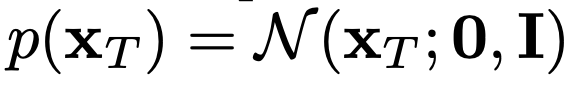 p(𝐱_T) = 𝒩(𝐱_T; 𝟎, 𝐈)